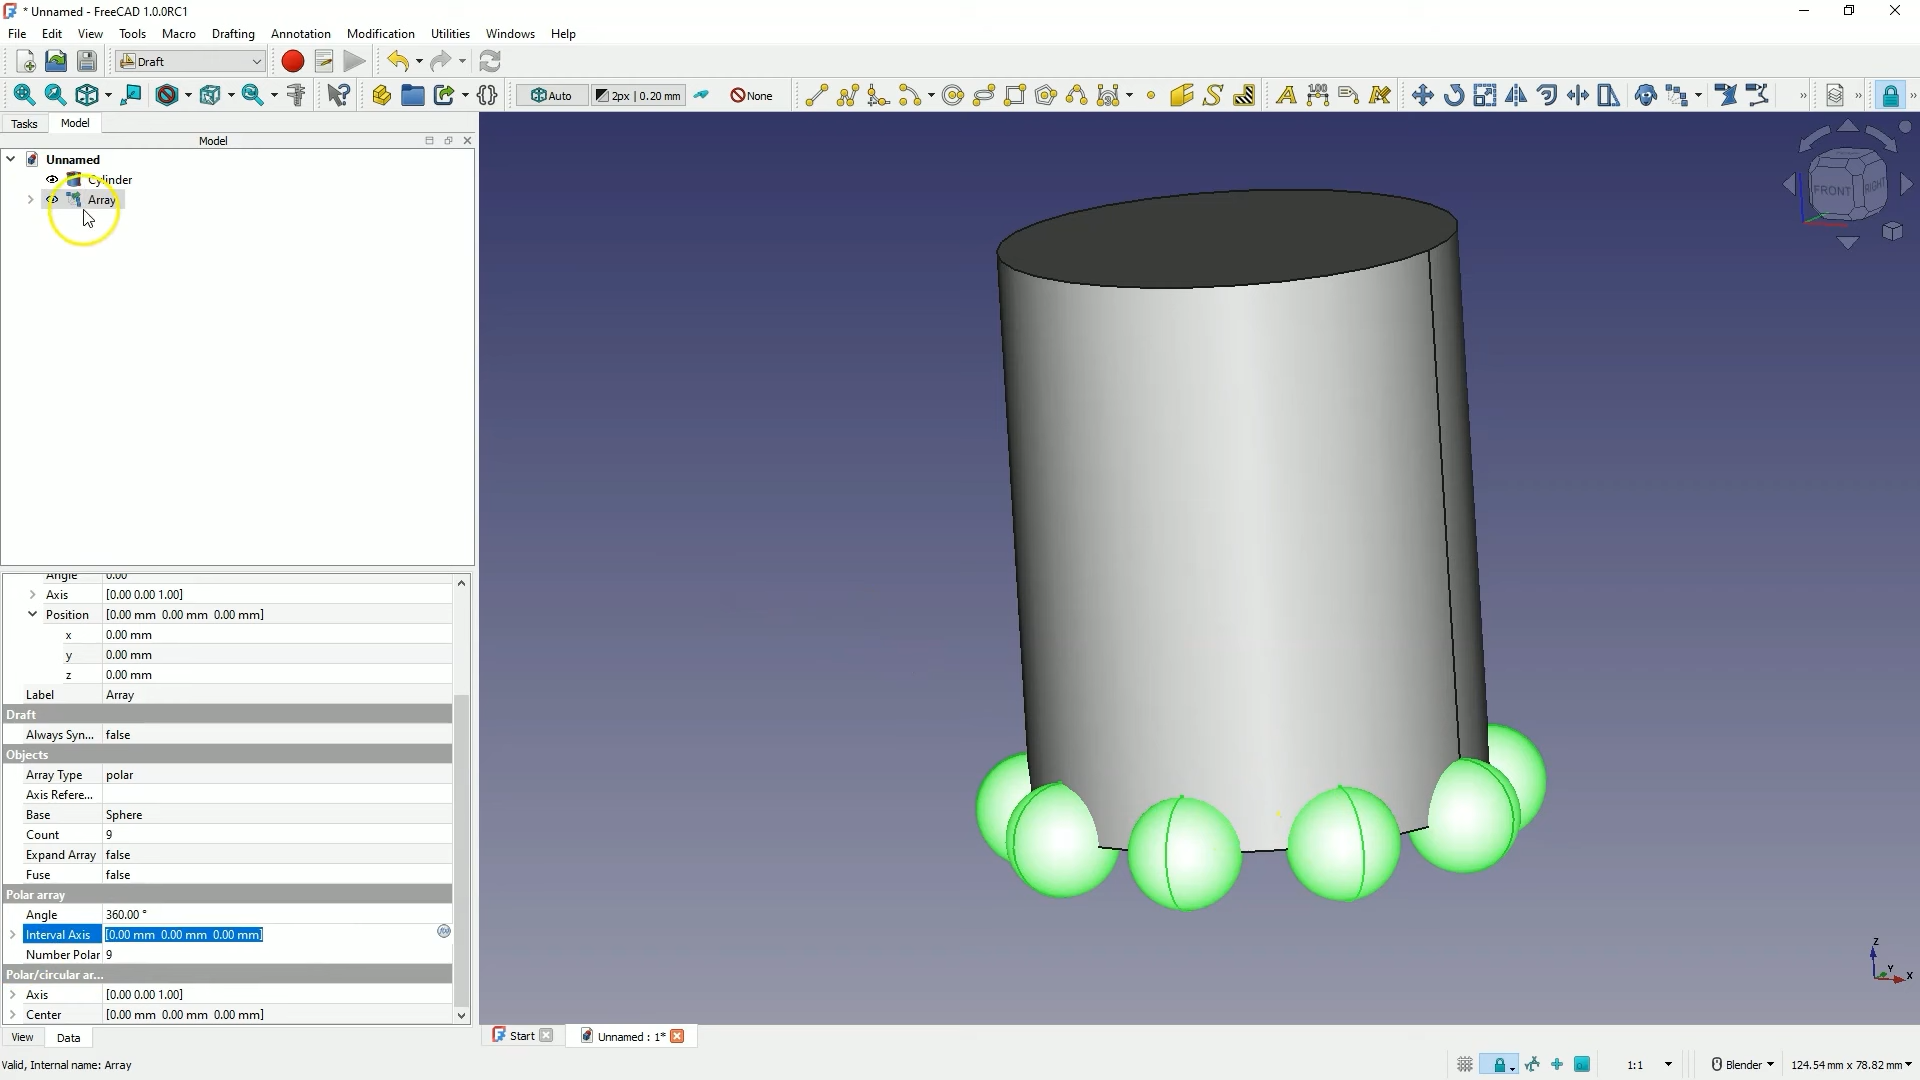 * Unnamed - FreeCAD 1.0.0RC1
File Edit View Tools Macro Drafting Annotation Modification Utilities Windows Help
Draft
Auto 2px | 0.20 mm None
Tasks Model
Model
Unnamed
Cylinder
Array
FRONT RIGHT
Angle 0.00
Axis [0.00 0.00 1.00]
Position [0.00 mm 0.00 mm 0.00 mm]
x 0.00 mm
y 0.00 mm
z 0.00 mm
Label Array
Draft
Always Syn... false
Objects
Array Type polar
Axis Refere...
Base Sphere
Count 9
Expand Array false
Fuse false
Polar array
Angle 360.00 °
Interval Axis [0.00 mm 0.00 mm 0.00 mm]
Number Polar 9
Polar/circular ar...
Axis [0.00 0.00 1.00]
Center [0.00 mm 0.00 mm 0.00 mm]
Z
Y
X
View Data
Start Unnamed : 1*
Valid, Internal name: Array
1:1 Blender 124.54 mm x 78.82 mm